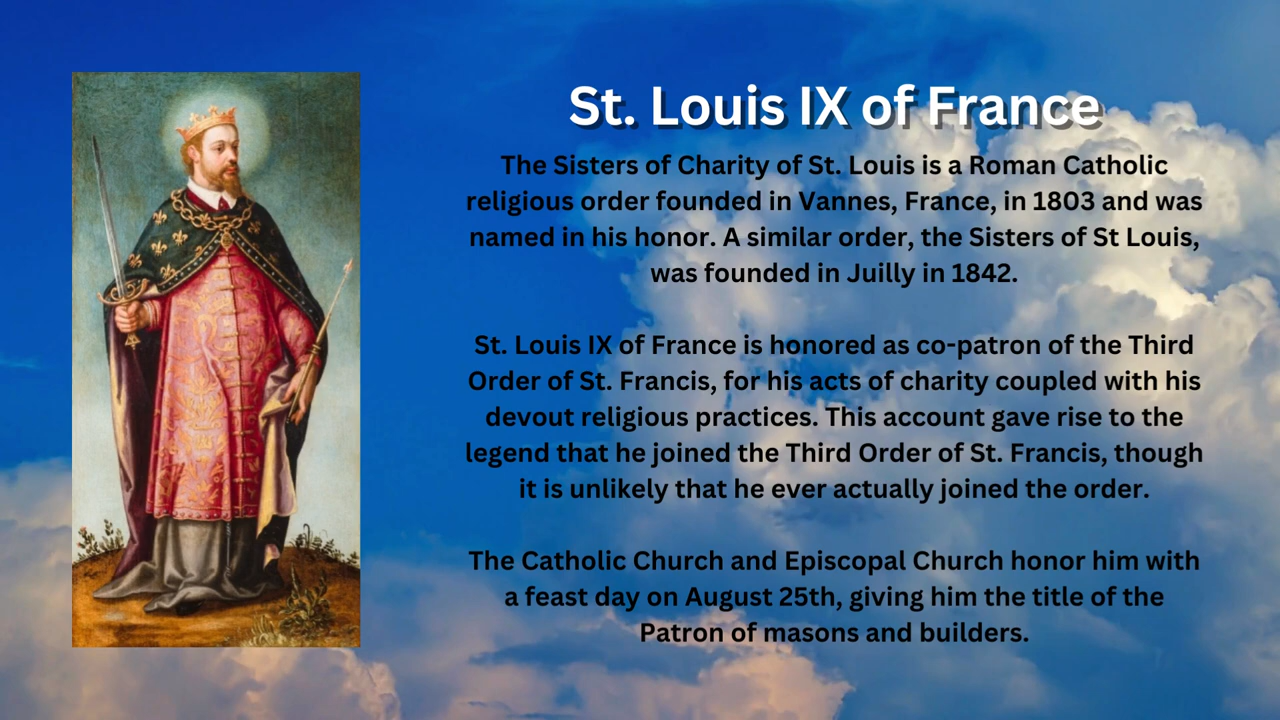 St. Louis IX of France
The Sisters of Charity of St. Louis is a Roman Catholic
religious order founded in Vannes, France, in 1803 and was
named in his honor. A similar order, the Sisters of St Louis,
was founded in Juilly in 1842.
St. Louis IX of France is honored as co-patron of the Third
Order of St. Francis, for his acts of charity coupled with his
devout religious practices. This account gave rise to the
legend that he joined the Third Order of St. Francis, though
it is unlikely that he ever actually joined the order.
The Catholic Church and Episcopal Church honor him with
a feast day on August 25th, giving him the title of the
Patron of masons and builders.